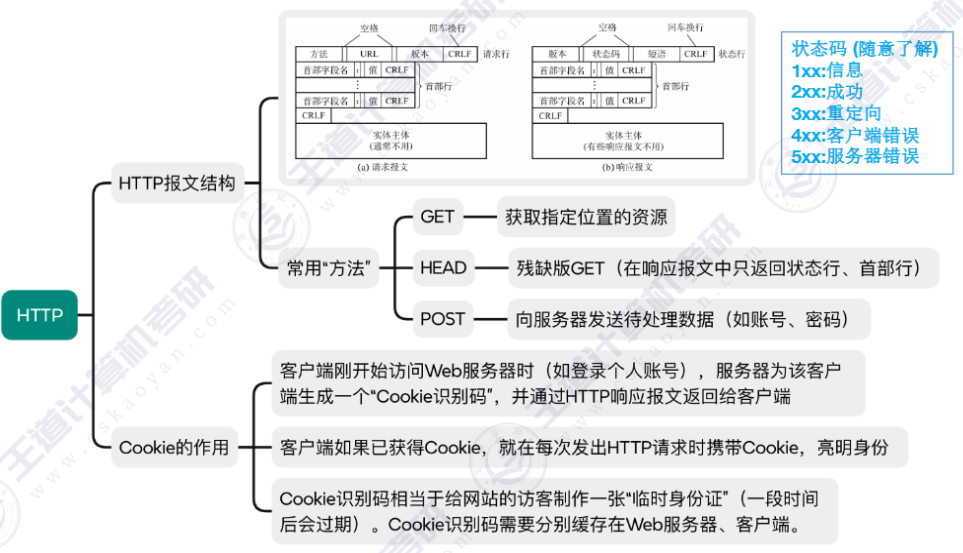 空格 回车换行
方法 URL 版本 CRLF 请求行
首部字段名 : 值 CRLF
⋮ 首部行
首部字段名 : 值 CRLF
CRLF
实体主体
(通常不用)
(a) 请求报文
空格 回车换行
版本 状态码 短语 CRLF 状态行
首部字段名 : 值 CRLF
⋮ 首部行
首部字段名 : 值 CRLF
CRLF
实体主体
(有些响应报文不用)
(b) 响应报文
状态码 (随意了解)
1xx:信息
2xx:成功
3xx:重定向
4xx:客户端错误
5xx:服务器错误
HTTP
HTTP报文结构
常用“方法”
GET 获取指定位置的资源
HEAD 残缺版GET（在响应报文中只返回状态行、首部行）
POST 向服务器发送待处理数据（如账号、密码）
Cookie的作用
客户端刚开始访问Web服务器时（如登录个人账号），服务器为该客户
端生成一个“Cookie识别码”，并通过HTTP响应报文返回给客户端
客户端如果已获得Cookie，就在每次发出HTTP请求时携带Cookie，亮明身份
Cookie识别码相当于给网站的访客制作一张“临时身份证”（一段时间
后会过期）。Cookie识别码需要分别缓存在Web服务器、客户端。
王道计算机考研
www.cskaoyan.com